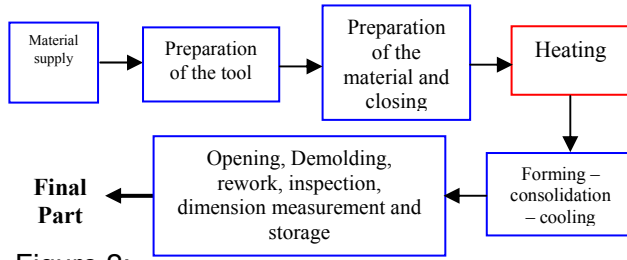 Material
supply
Preparation
of the tool
Preparation
of the
material and
closing
Heating
Forming –
consolidation
– cooling
Opening, Demolding,
rework, inspection,
dimension measurement and
storage
Final
Part